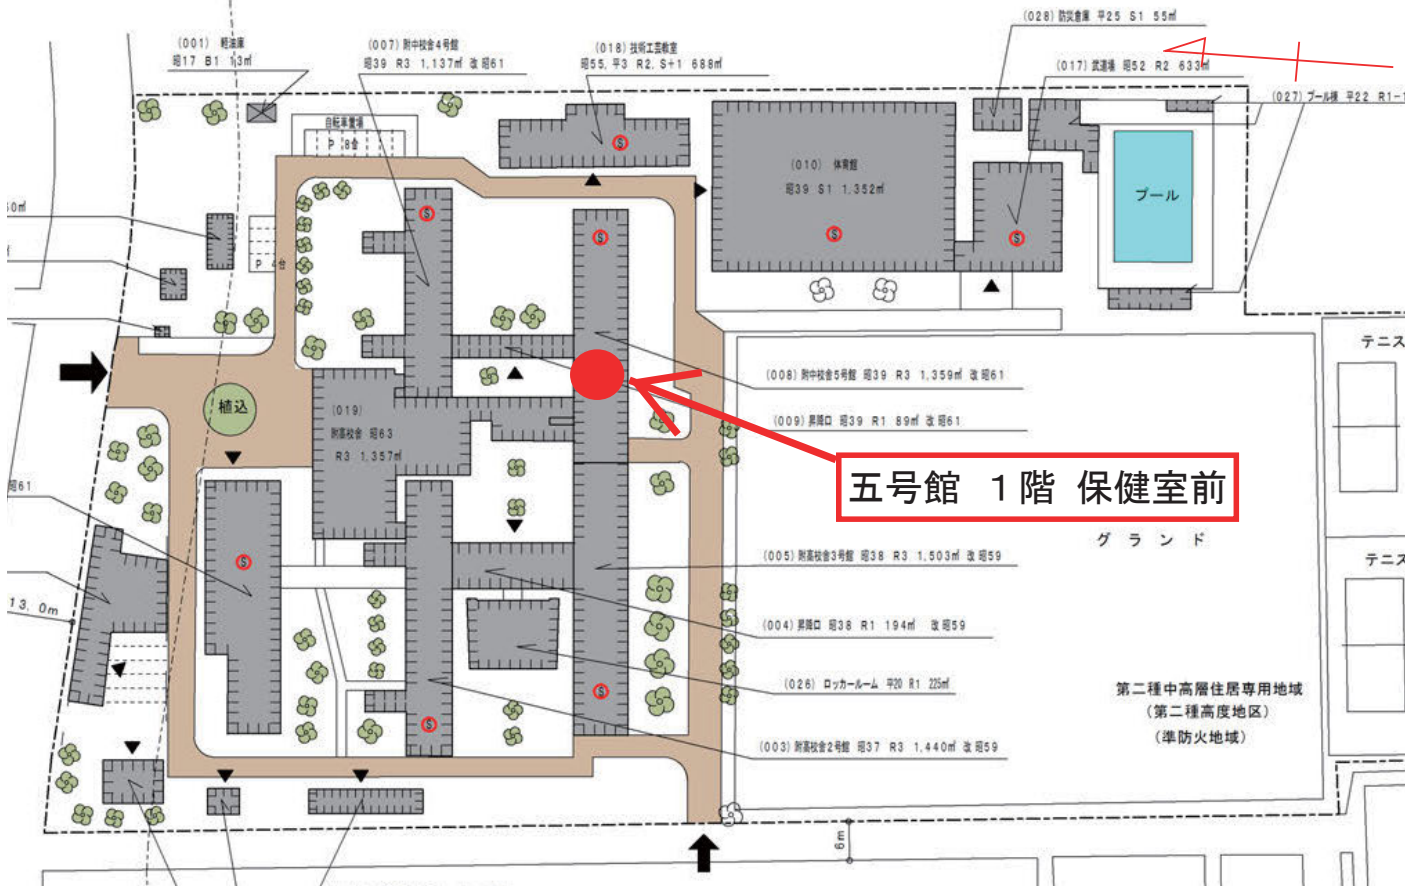 (028) 防災倉庫 平25 S1 55㎡
(001) 軽油庫
昭17 B1 13㎡
(007) 附中校舎4号館
昭39 R3 1,137㎡ 改昭61
(018) 技術工芸教室
昭55, 平3 R2, S+1 688㎡
(017) 武道場 昭52 R2 633㎡
(027) プール棟 平22 R1-1
自転車置場
P 8台
(010) 体育館
昭39 S1 1,352㎡
プール
0㎡
P 4台
テニス
(008) 附中校舎5号館 昭39 R3 1,359㎡ 改昭61
植込
(019)
附高校舎 昭63
R3 1,357㎡
(009) 昇降口 昭39 R1 89㎡ 改昭61
五号館 1階 保健室前
昭61
グランド
(005) 附高校舎3号館 昭38 R3 1,503㎡ 改昭59
テニス
13.0m
(004) 昇降口 昭38 R1 194㎡ 改昭59
(026) ロッカールーム 平20 R1 225㎡
第二種中高層住居専用地域
(第二種高度地区)
(準防火地域)
(003) 附高校舎2号館 昭37 R3 1,440㎡ 改昭59
6m
S
S
S
S
S
S
S
S